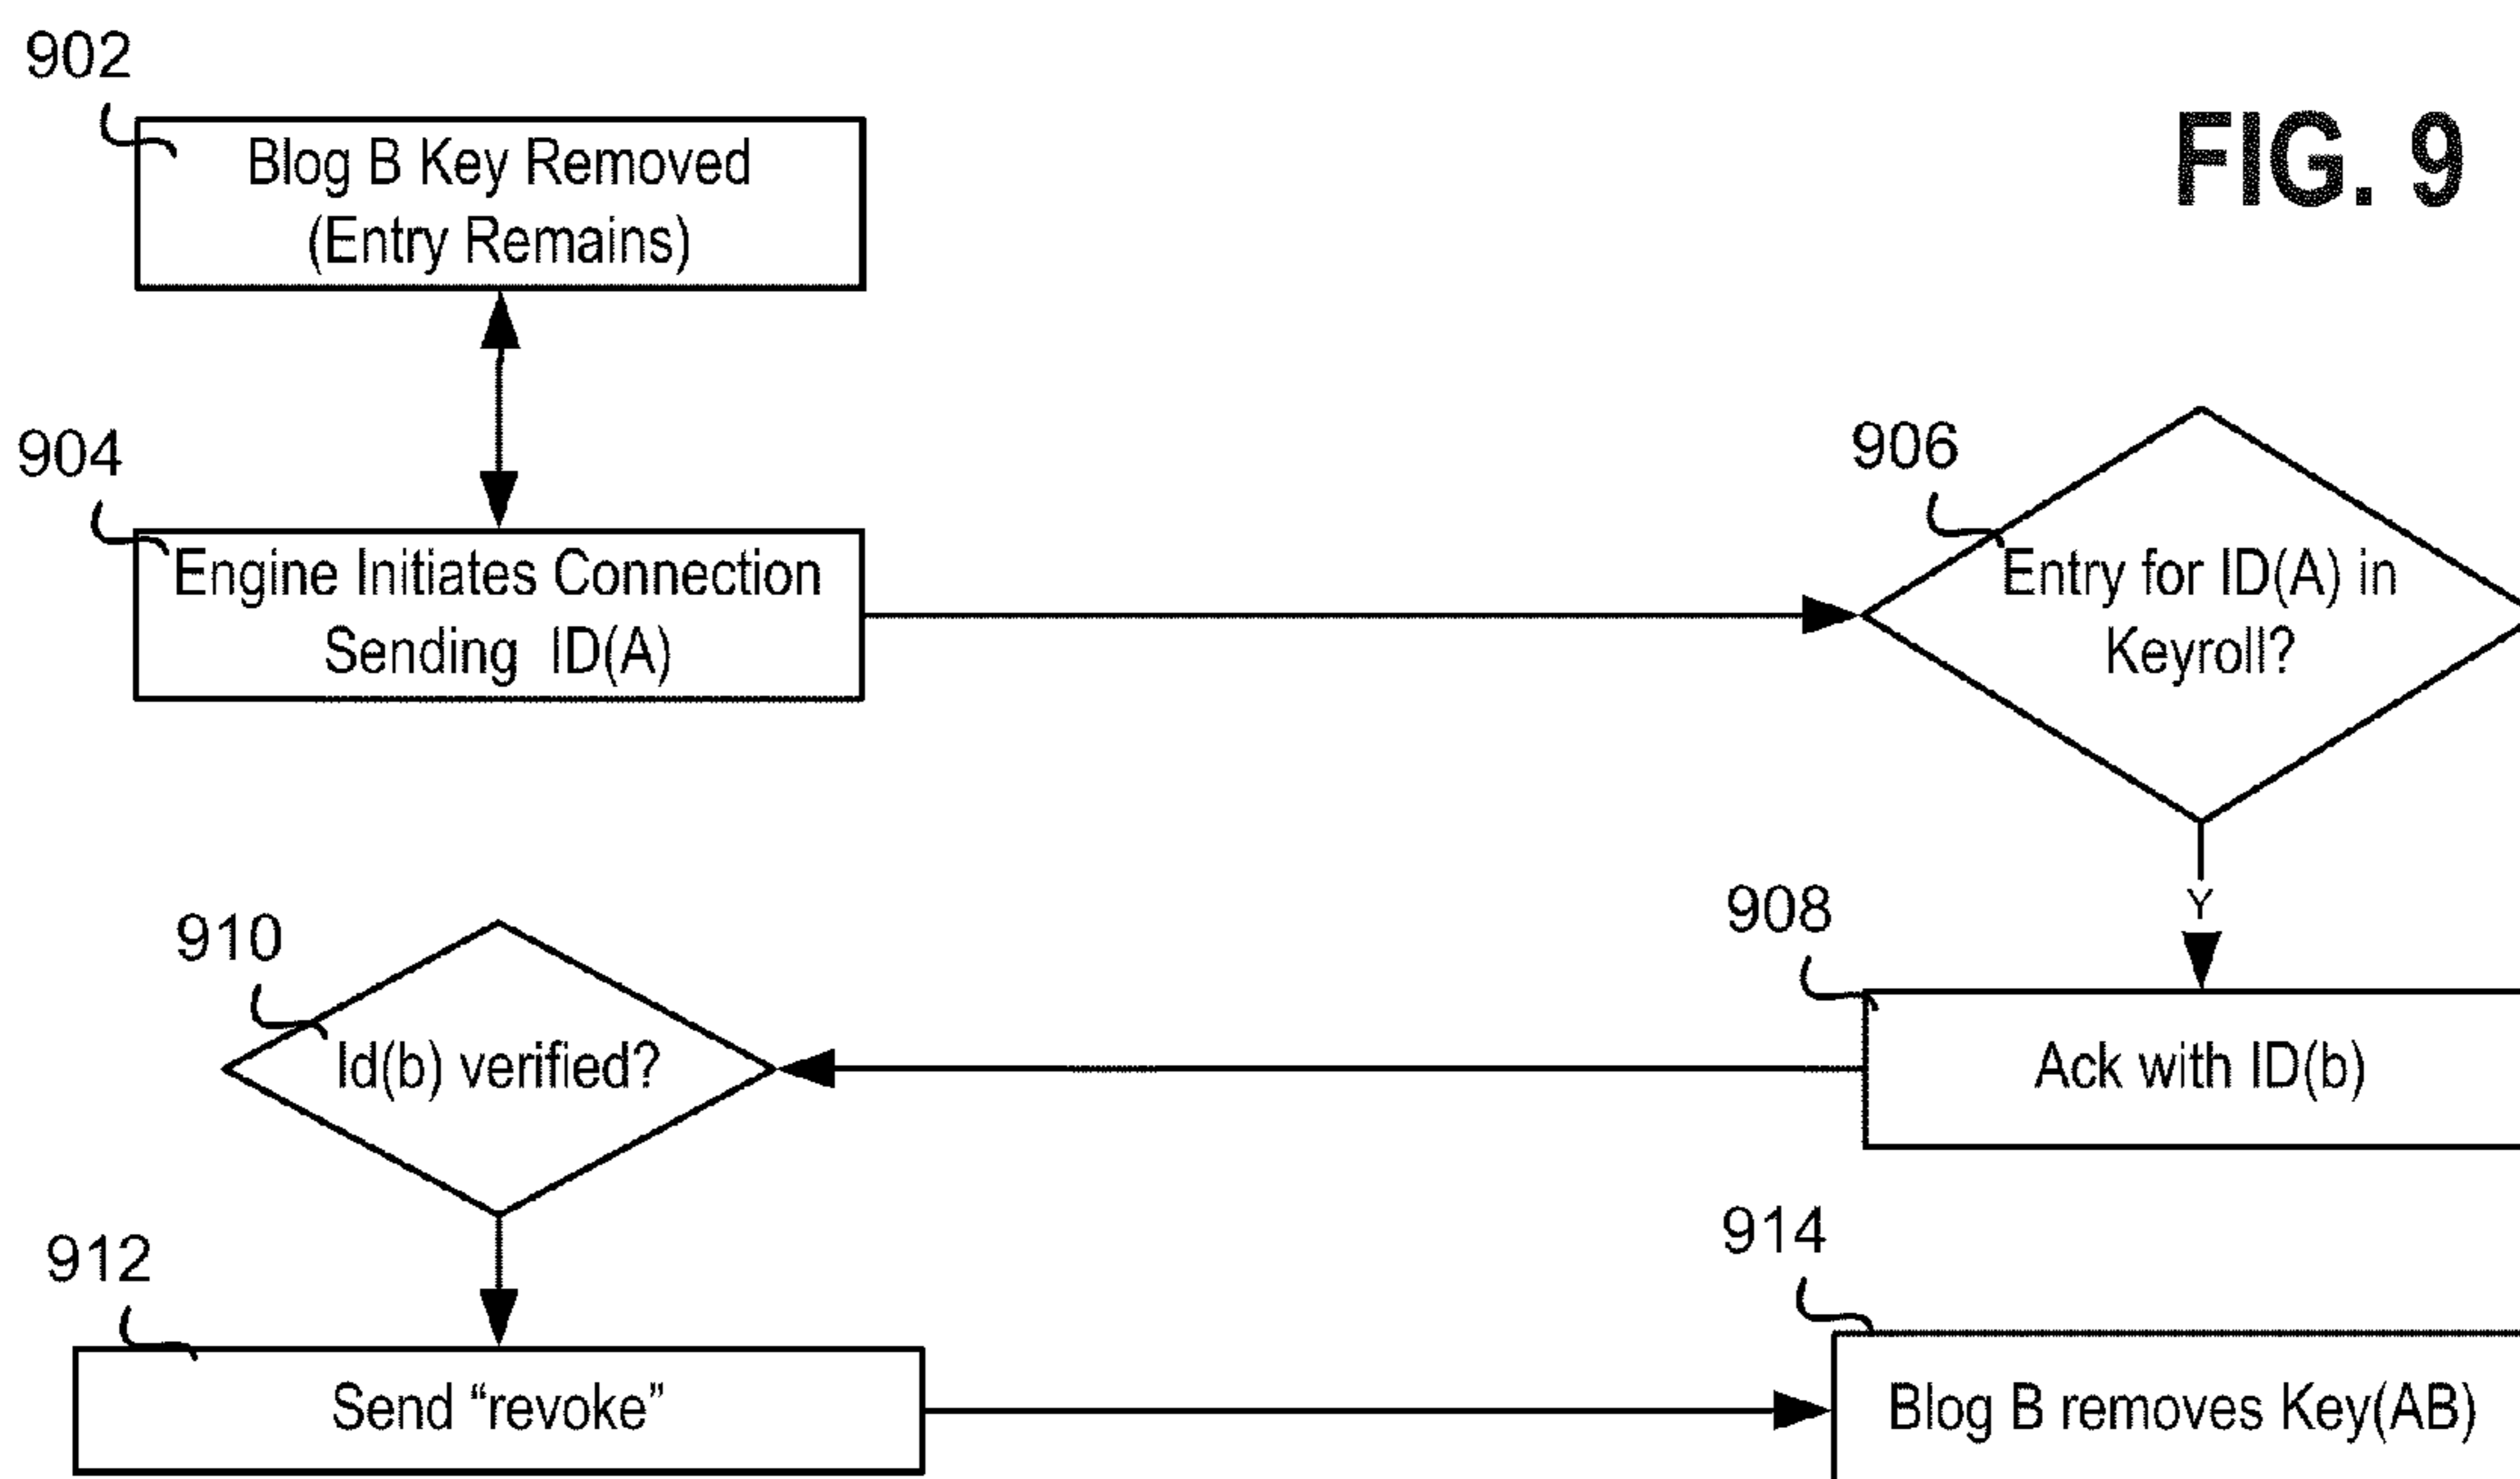 902
FIG. 9
Blog B Key Removed
(Entry Remains)
904
906
Engine Initiates Connection
Sending ID(A)
Entry for ID(A) in
Keyroll?
Y
908
910
Id(b) verified?
Ack with ID(b)
912
914
Send “revoke”
Blog B removes Key(AB)